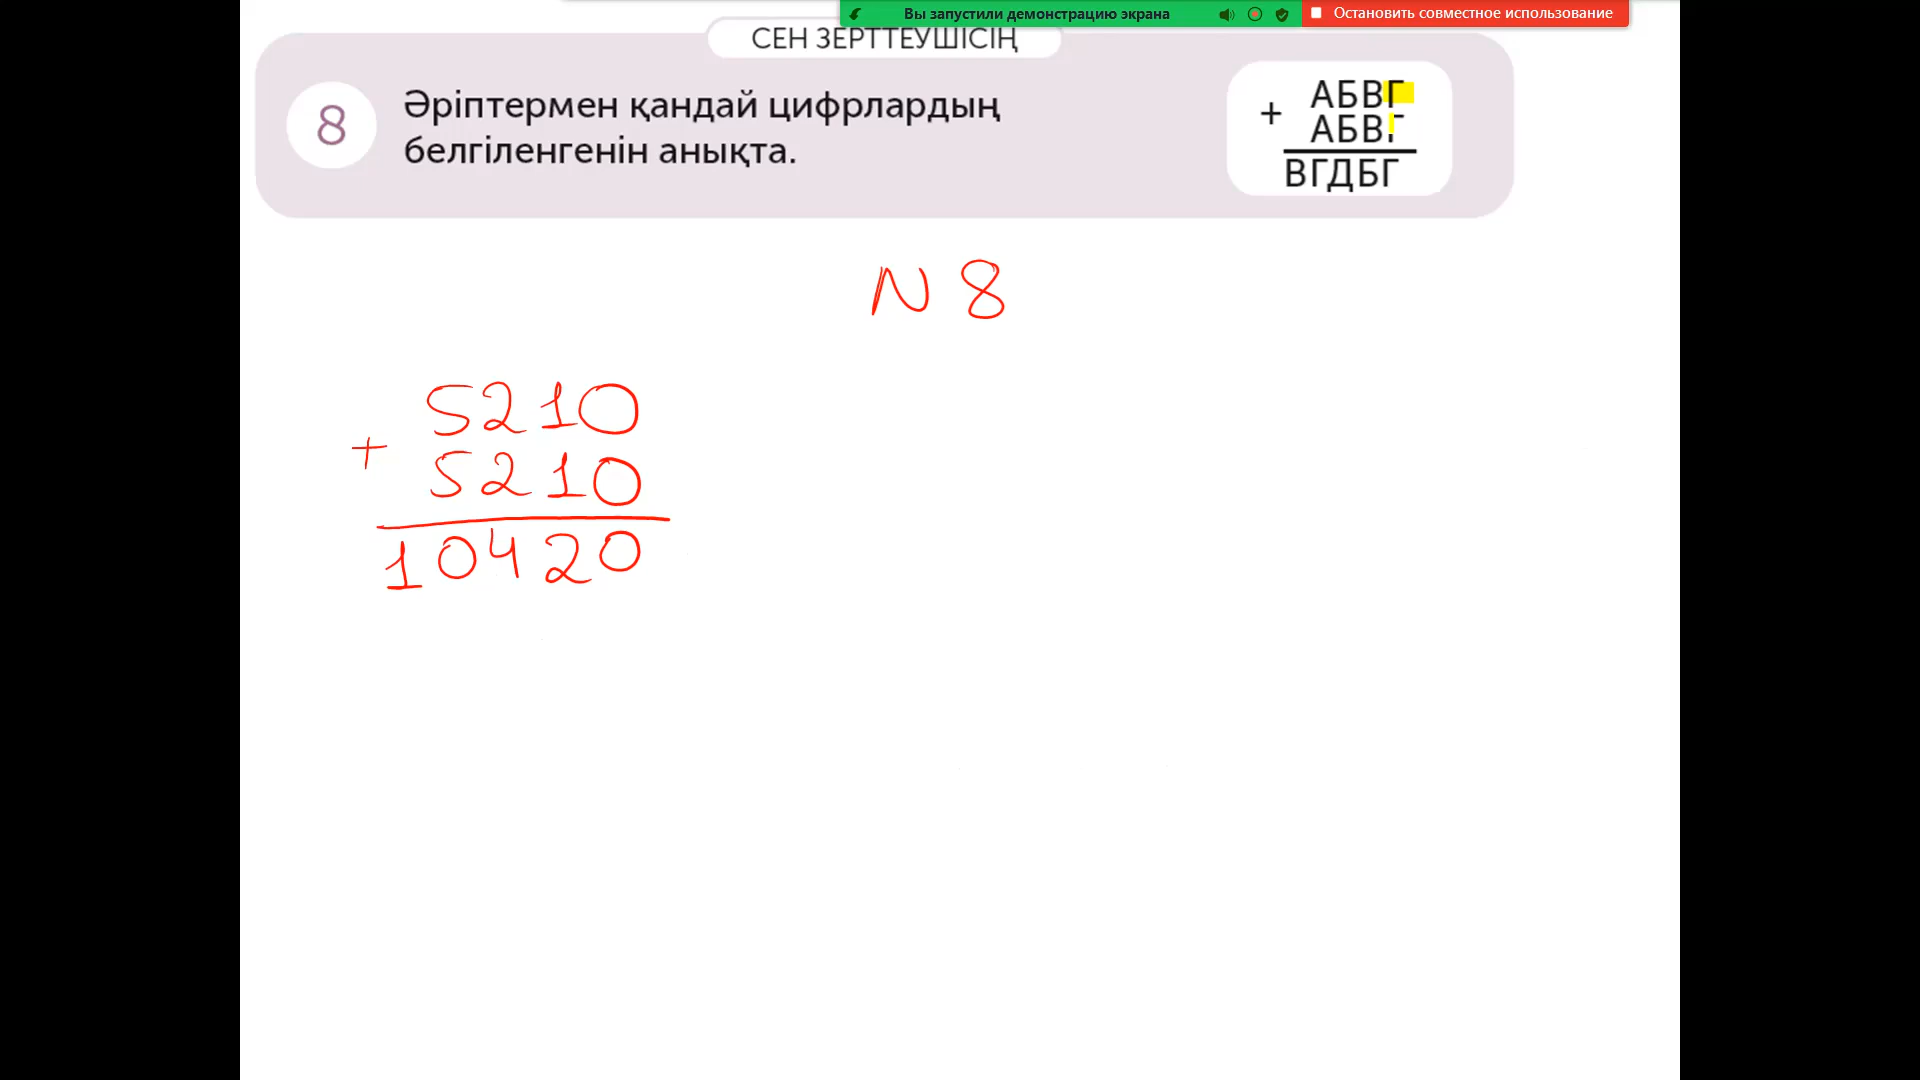 Вы запустили демонстрацию экрана
Остановить совместное использование
СЕН ЗЕРТТЕУШІСІҢ
8
Әріптермен қандай цифрлардың
белгіленгенін анықта.
АБВГ
+
АБВГ
ВГДБГ
N 8
5210
+
5210
10420